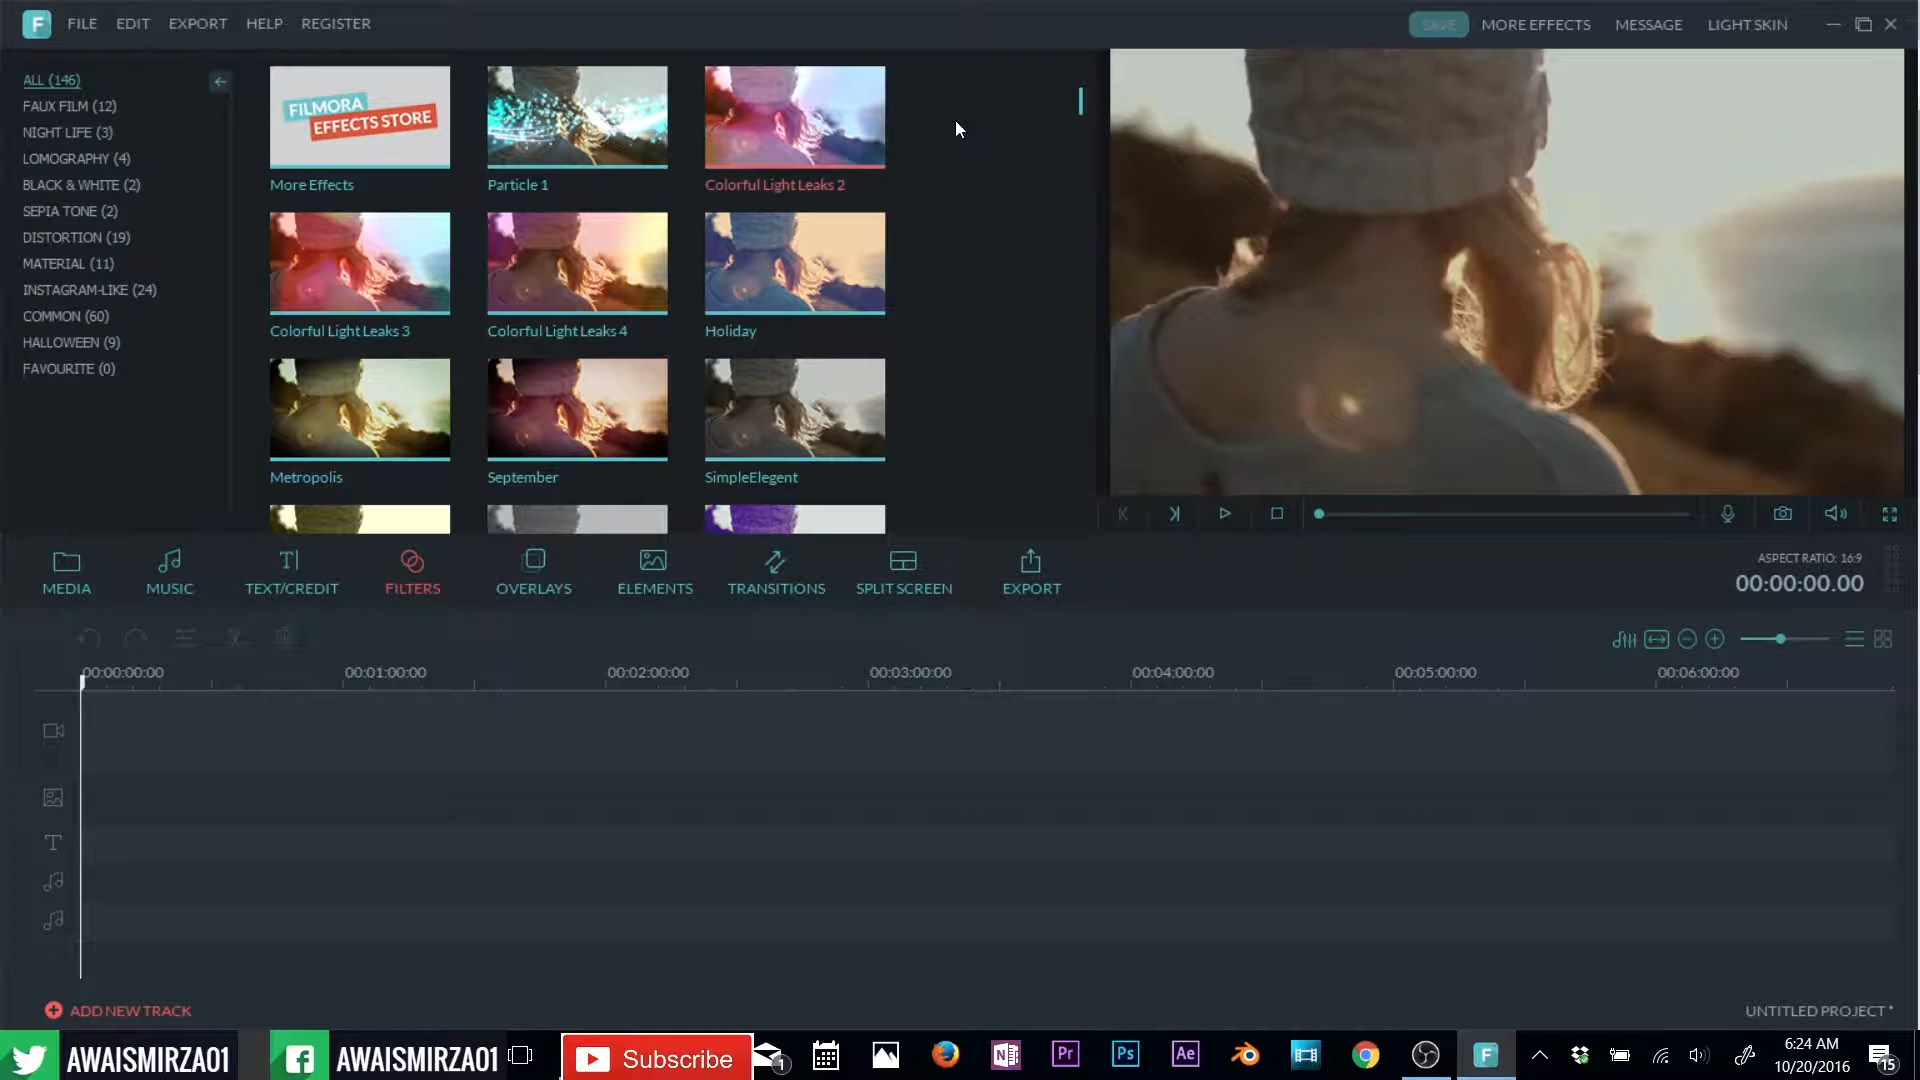 FILE EDIT EXPORT HELP REGISTER
SAVE MORE EFFECTS MESSAGE LIGHT SKIN
ALL (146)
FAUX FILM (12)
NIGHT LIFE (3)
LOMOGRAPHY (4)
BLACK & WHITE (2)
SEPIA TONE (2)
DISTORTION (19)
MATERIAL (11)
INSTAGRAM-LIKE (24)
COMMON (60)
HALLOWEEN (9)
FAVOURITE (0)
FILMORA
EFFECTS STORE
More Effects Particle 1 Colorful Light Leaks 2
Colorful Light Leaks 3 Colorful Light Leaks 4 Holiday
Metropolis September SimpleElegent
MEDIA MUSIC TEXT/CREDIT FILTERS OVERLAYS ELEMENTS TRANSITIONS SPLIT SCREEN EXPORT
ASPECT RATIO: 16:9
00:00:00.00
00:00:00:00 00:01:00:00 00:02:00:00 00:03:00:00 00:04:00:00 00:05:00:00 00:06:00:00
ADD NEW TRACK
UNTITLED PROJECT *
AWAISMIRZA01 AWAISMIRZA01 Subscribe 1 N Pr Ps Ae F
6:24 AM
10/20/2016
15